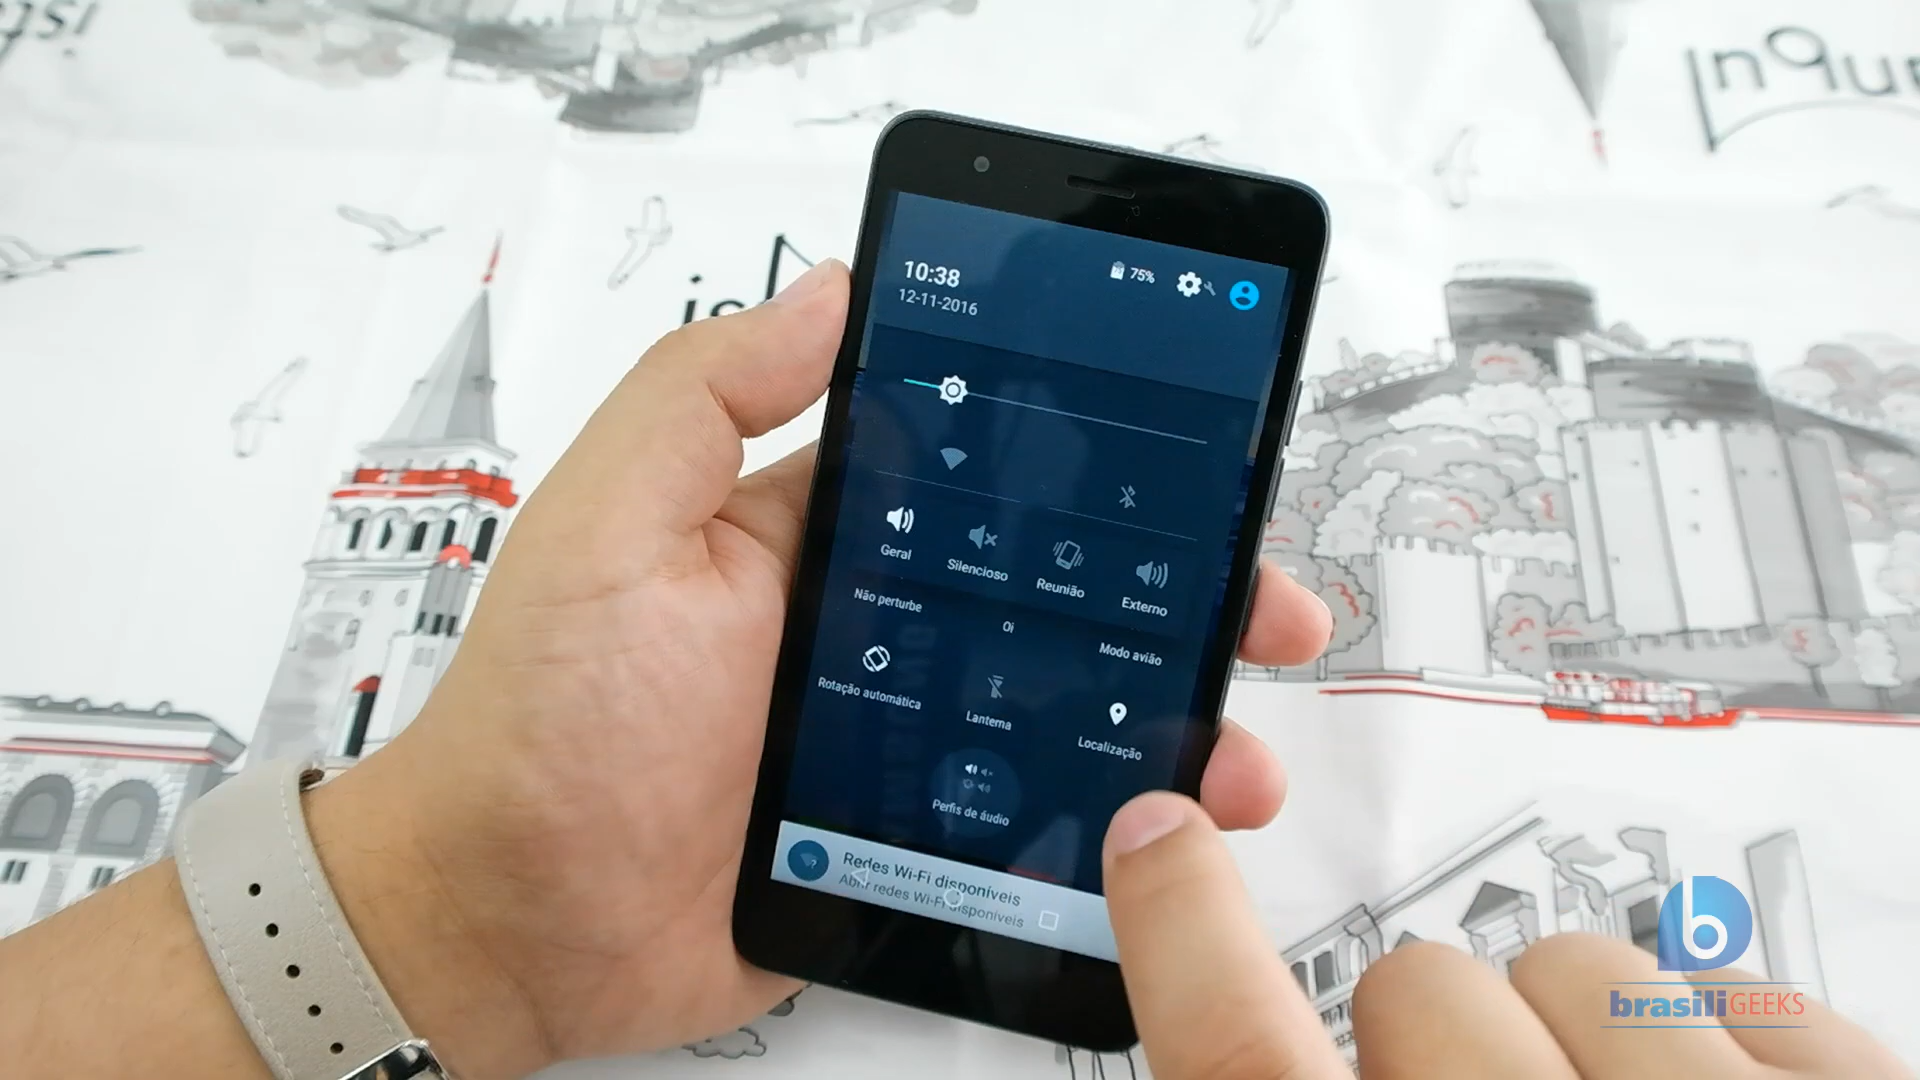 10:38
75%
12-11-2016
Geral
Silencioso
Reunião
Externo
Não perturbe
Oi
Modo avião
Rotação automática
Lanterna
Localização
Perfis de áudio
Redes Wi-Fi disponíveis
Abrir redes Wi-Fi disponíveis
b
brasiliGEEKS